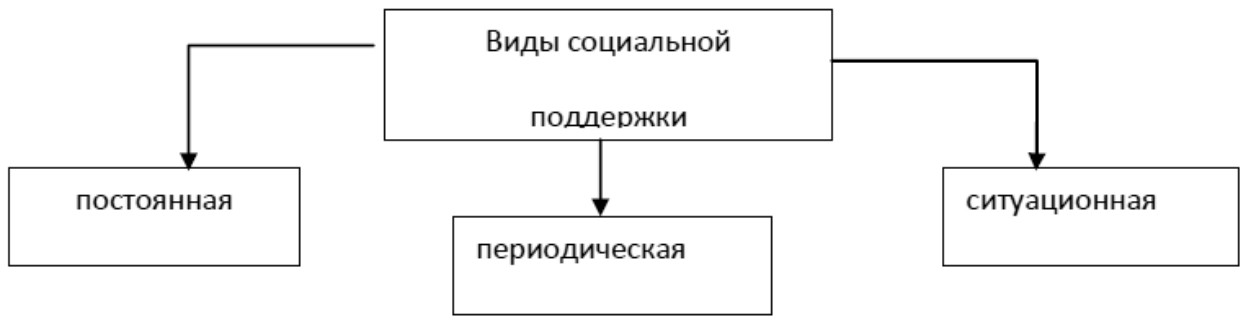 Виды социальной
поддержки
постоянная
периодическая
ситуационная